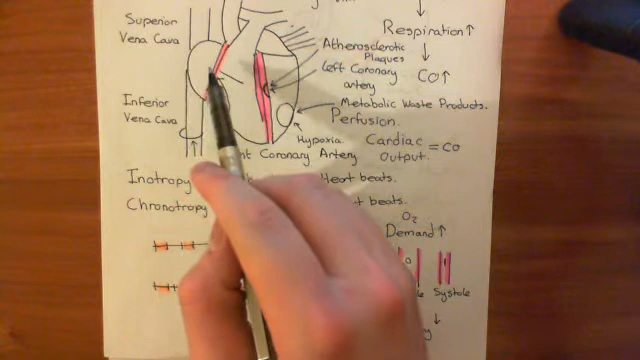 Superior
Vena Cava
Respiration↑
↓
CO↑
Atherosclerotic
Plaques
Left Coronary
artery
Metabolic Waste Products.
Perfusion.
Hypoxia.
Inferior
Vena Cava
Coronary Artery
Cardiac = CO
Output.
Inotropy
Heart beats.
Chronotropy
beats.
O2
Demand↑
Systole